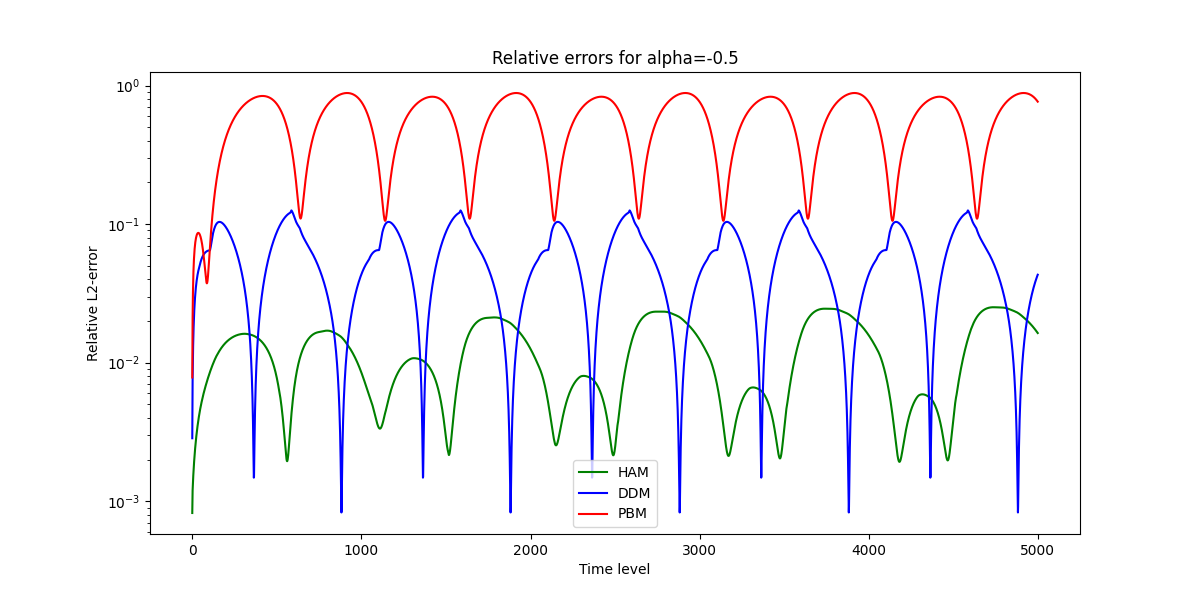 Relative errors for alpha=-0.5
Relative L2-error
10⁰
10⁻¹
10⁻²
10⁻³
0 1000 2000 3000 4000 5000
Time level
HAM
DDM
PBM